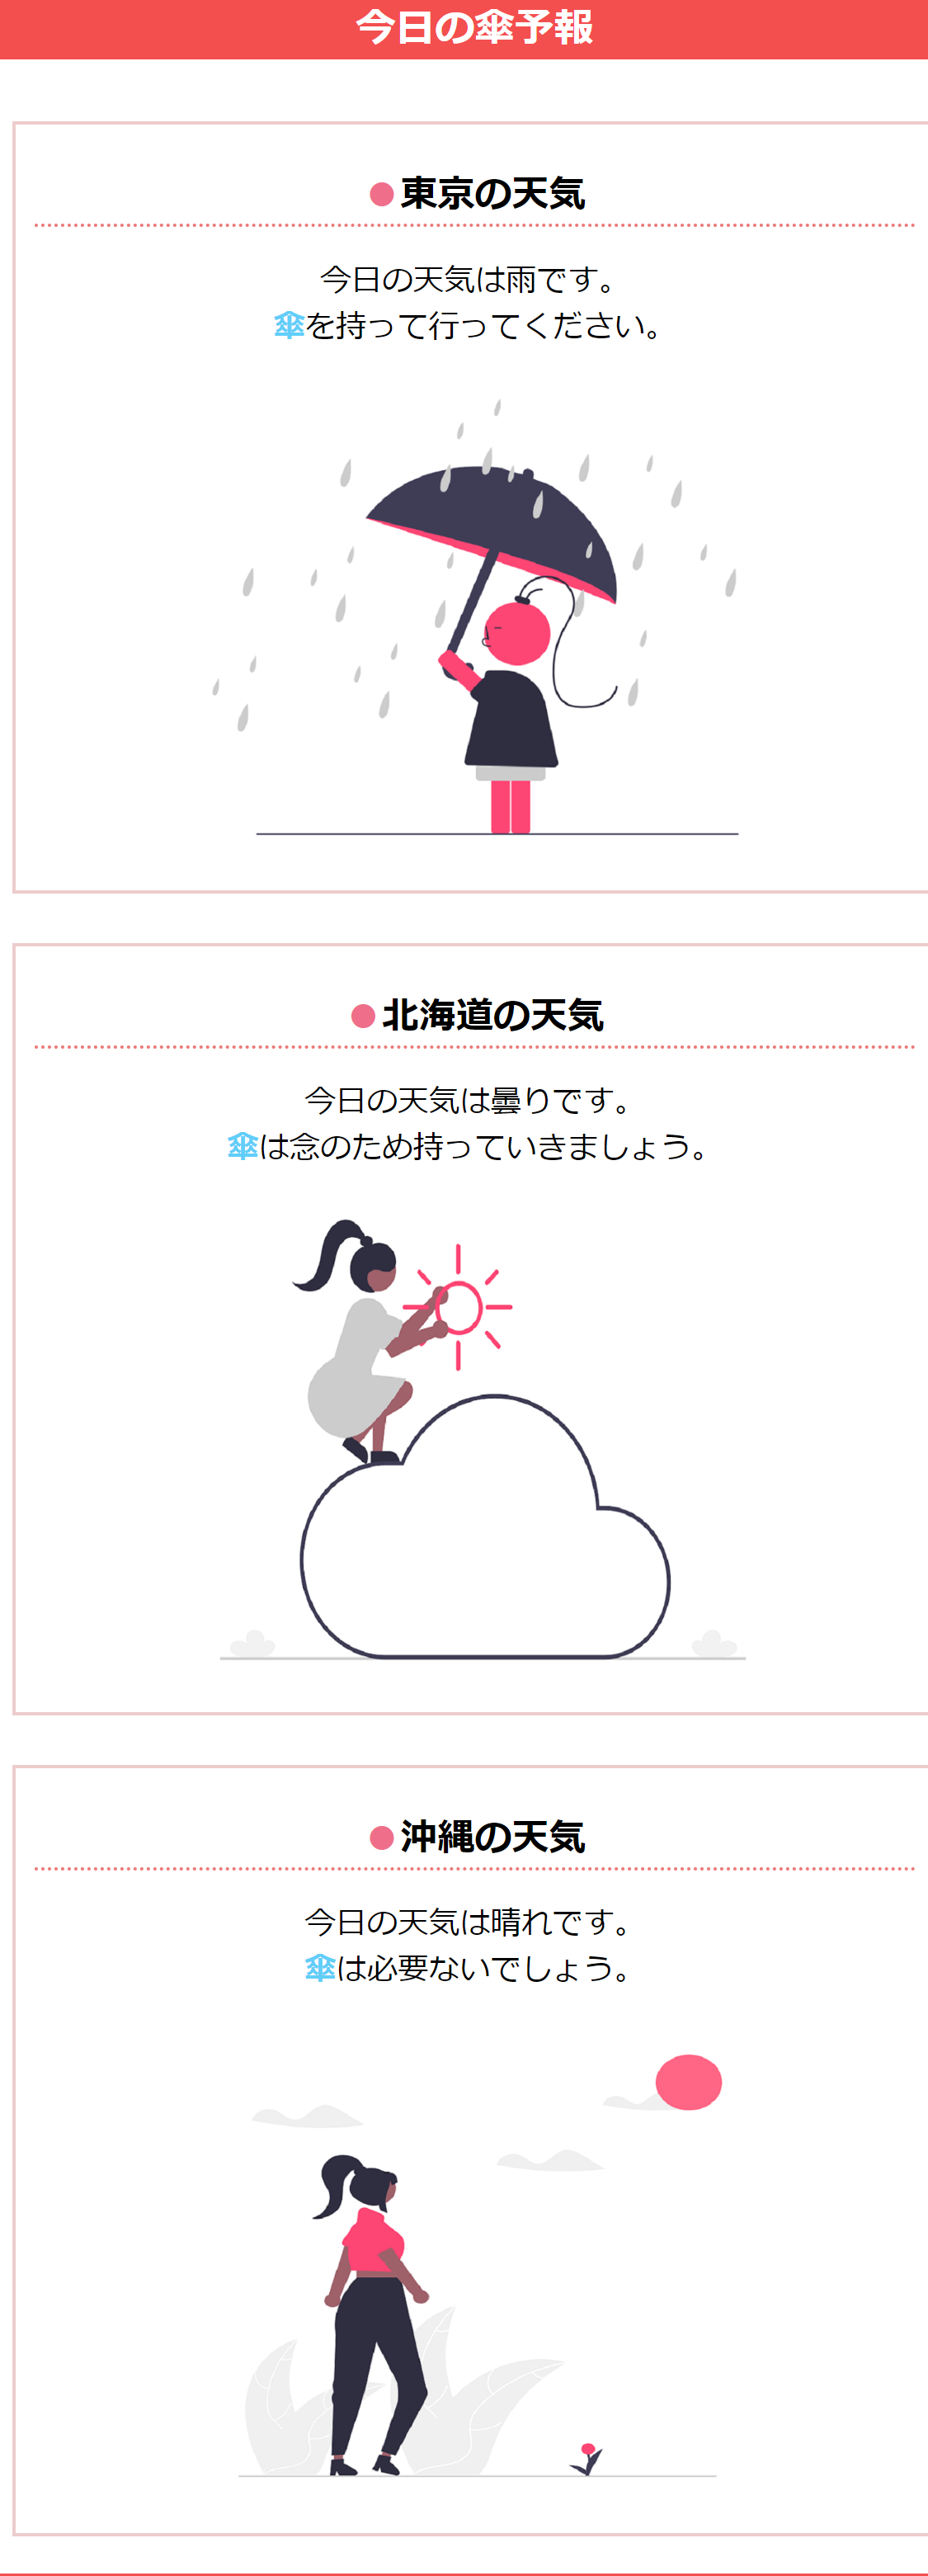 今日の傘予報
東京の天気
今日の天気は雨です。
傘を持って行ってください。
北海道の天気
今日の天気は曇りです。
傘は念のため持っていきましょう。
沖縄の天気
今日の天気は晴れです。
傘は必要ないでしょう。